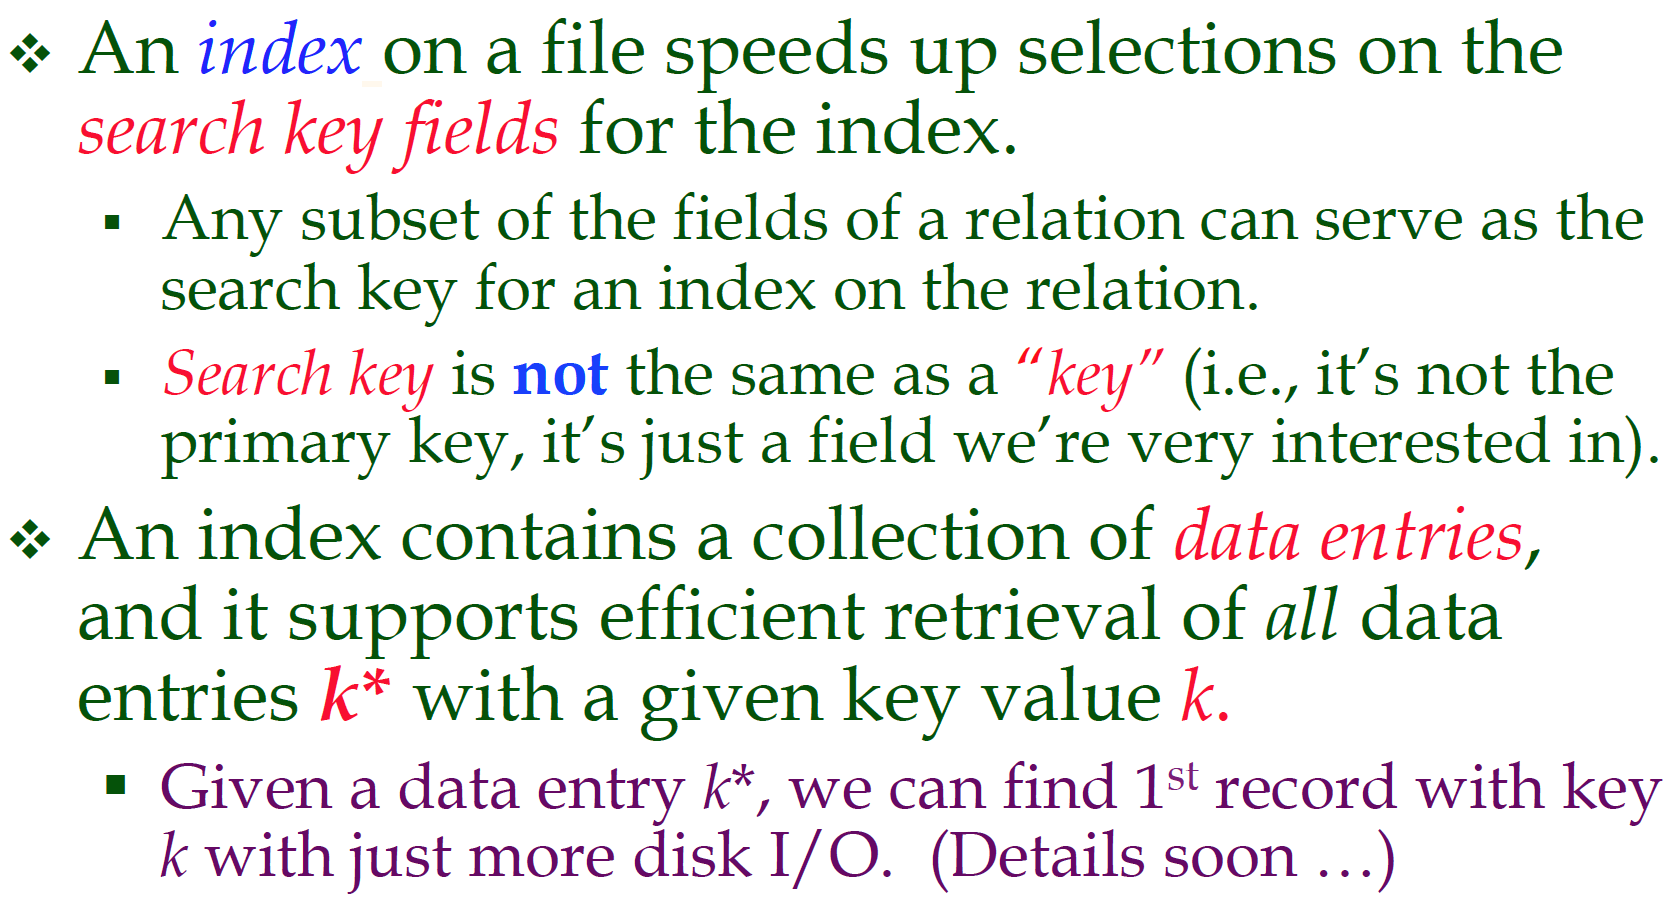 ❖ An index on a file speeds up selections on the
search key fields for the index.
▪ Any subset of the fields of a relation can serve as the
search key for an index on the relation.
▪ Search key is not the same as a “key” (i.e., it’s not the
primary key, it’s just a field we’re very interested in).
❖ An index contains a collection of data entries,
and it supports efficient retrieval of all data
entries k* with a given key value k.
▪ Given a data entry k*, we can find 1st record with key
k with just more disk I/O. (Details soon …)